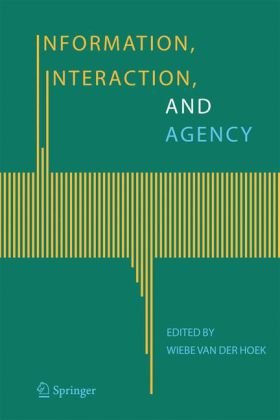 INFORMATION,
INTERACTION,
AND
AGENCY
EDITED BY
WIEBE VAN DER HOEK
Springer